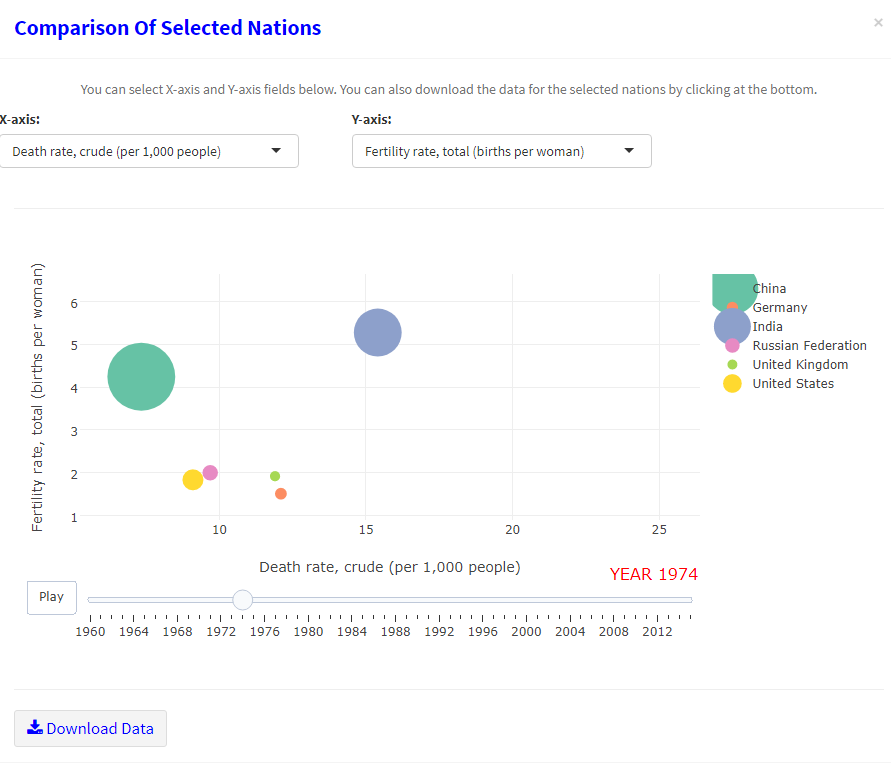 Comparison Of Selected Nations
×
You can select X-axis and Y-axis fields below. You can also download the data for the selected nations by clicking at the bottom.
X-axis:
Y-axis:
Death rate, crude (per 1,000 people)
Fertility rate, total (births per woman)
Fertility rate, total (births per woman)
6
5
4
3
2
1
10
15
20
25
Death rate, crude (per 1,000 people)
China
Germany
India
Russian Federation
United Kingdom
United States
YEAR 1974
Play
1960 1964 1968 1972 1976 1980 1984 1988 1992 1996 2000 2004 2008 2012
Download Data